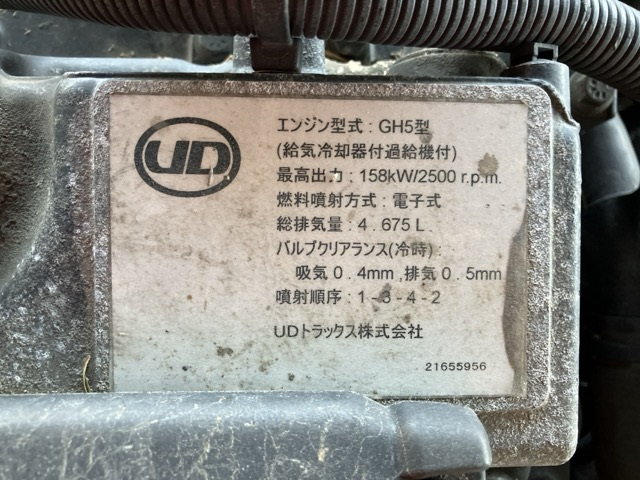 UD
エンジン型式 : GH5型
(給気冷却器付過給機付)
最高出力 : 158kW/2500 r.p.m.
燃料噴射方式 : 電子式
総排気量 : 4.675L
バルブクリアランス(冷時) :
吸気0.4mm ,排気0.5mm
噴射順序 : 1-3-4-2
UDトラックス株式会社
21655956